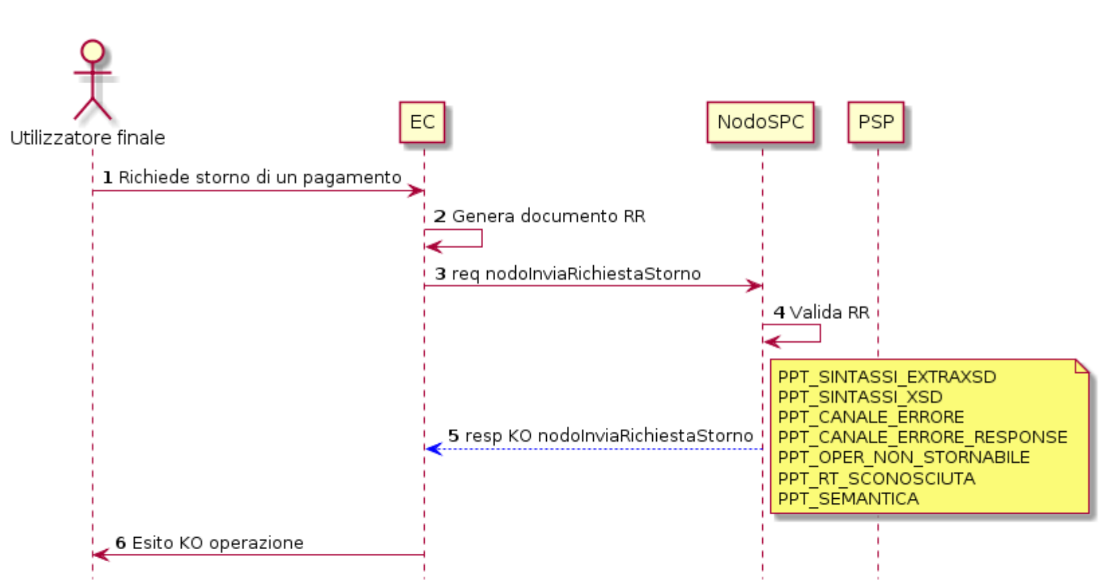 Utilizzatore finale
EC
NodoSPC
PSP
1 Richiede storno di un pagamento
2 Genera documento RR
3 req nodoInviaRichiestaStorno
4 Valida RR
PPT_SINTASSI_EXTRAXSD
PPT_SINTASSI_XSD
PPT_CANALE_ERRORE
PPT_CANALE_ERRORE_RESPONSE
PPT_OPER_NON_STORNABILE
PPT_RT_SCONOSCIUTA
PPT_SEMANTICA
5 resp KO nodoInviaRichiestaStorno
6 Esito KO operazione